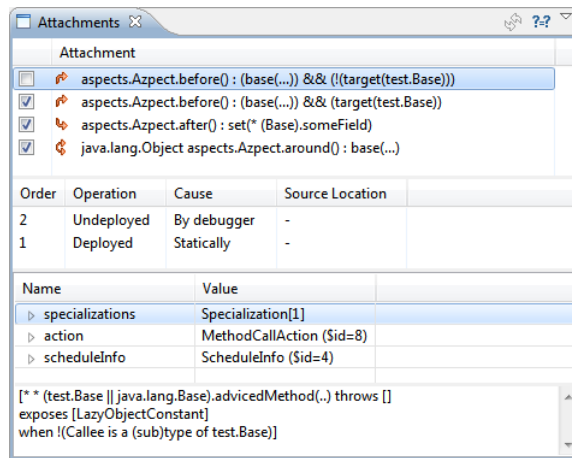 Attachments
?=?
Attachment
aspects.Azpect.before() : (base(...)) && (!(target(test.Base)))
aspects.Azpect.before() : (base(...)) && (target(test.Base))
aspects.Azpect.after() : set(* (Base).someField)
java.lang.Object aspects.Azpect.around() : base(...)
Order Operation Cause Source Location
2 Undeployed By debugger -
1 Deployed Statically -
Name Value
specializations Specialization[1]
action MethodCallAction ($id=8)
scheduleInfo ScheduleInfo ($id=4)
[* * (test.Base || java.lang.Base).advicedMethod(..) throws []
exposes [LazyObjectConstant]
when !(Callee is a (sub)type of test.Base)]